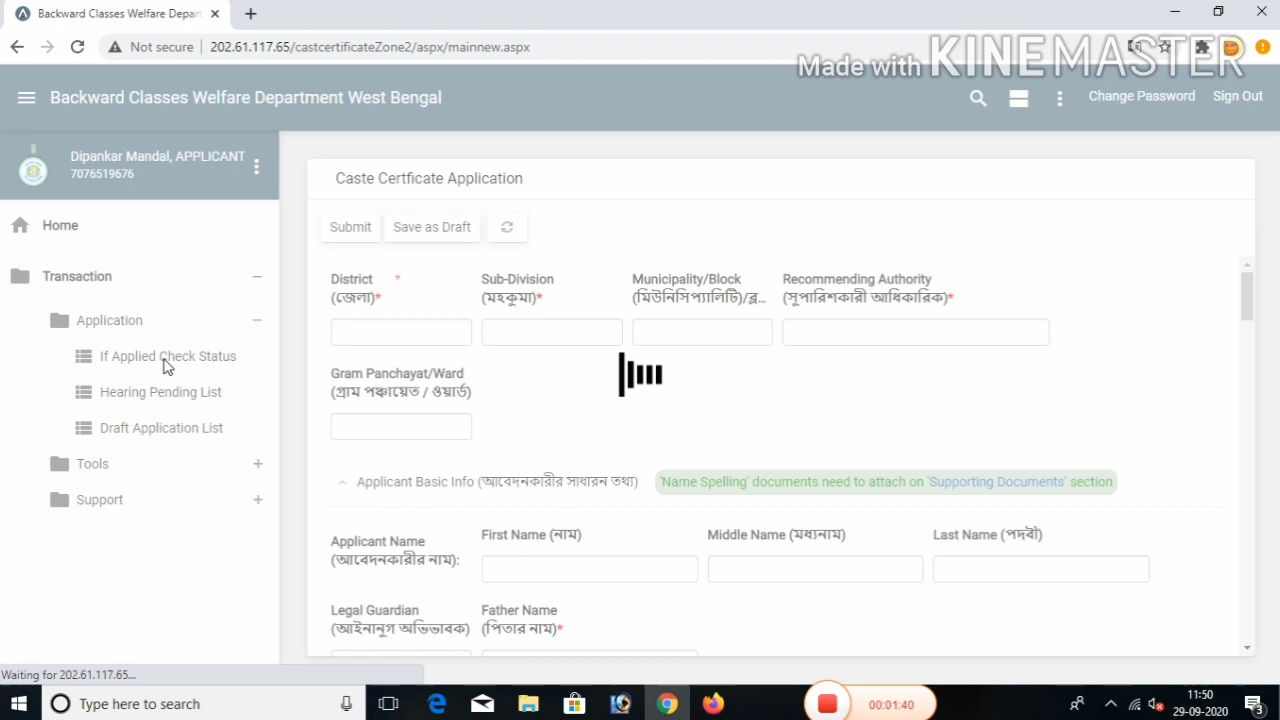 Backward Classes Welfare Depart
Not secure
202.61.117.65/castcertificateZone2/aspx/mainnew.aspx
Made with KINEMASTER
Backward Classes Welfare Department West Bengal
Change Password
Sign Out
Dipankar Mandal, APPLICANT
7076519676
Home
Transaction
Application
If Applied Check Status
Hearing Pending List
Draft Application List
Tools
Support
Caste Certficate Application
Submit
Save as Draft
District *
(জেলা)*
Sub-Division
(মহকুমা)*
Municipality/Block
(মিউনিসিপ্যালিটি)/ব্ল...
Recommending Authority
(সুপারিশকারী আধিকারিক)*
Gram Panchayat/Ward
(গ্রাম পঞ্চায়েত / ওয়ার্ড)
Applicant Basic Info (আবেদনকারীর সাধারন তথ্য)
'Name Spelling' documents need to attach on 'Supporting Documents' section
Applicant Name
(আবেদনকারীর নাম):
First Name (নাম)
Middle Name (মধ্যনাম)
Last Name (পদবী)
Legal Guardian
(আইনানুগ অভিভাবক)
Father Name
(পিতার নাম)*
Waiting for 202.61.117.65...
Type here to search
00:01:40
11:50
29-09-2020
3